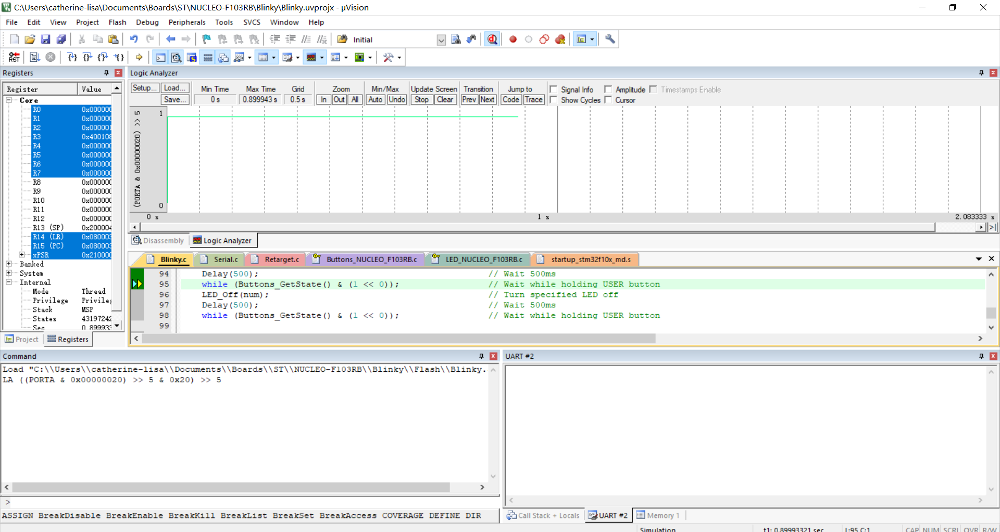 C:\Users\catherine-lisa\Documents\Boards\ST\NUCLEO-F103RB\Blinky\Blinky.uvprojx - µVision
File Edit View Project Flash Debug Peripherals Tools SVCS Window Help
Initial
RST
Registers
Logic Analyzer
Register Value
Core
R0 0x000000
R1 0x000000
R2 0x000001
R3 0x400108
R4 0x000000
R5 0x000000
R6 0x000000
R7 0x000000
R8 0x000000
R9 0x000000
R10 0x000000
R11 0x000000
R12 0x000000
R13 (SP) 0x200004
R14 (LR) 0x080003
R15 (PC) 0x080003
xPSR 0x210000
Banked
System
Internal
Mode Thread
Privilege Privileg
Stack MSP
States 43197242
Sec 0.89993
Project Registers
Setup... Load... Save...
Min Time Max Time Grid Zoom Min/Max Update Screen Transition Jump to
0 s 0.899943 s 0.5 s In Out All Auto Undo Stop Clear Prev Next Code Trace
Signal Info Amplitude Timestamps Enable
Show Cycles Cursor
(PORTA & 0x00000020) >> 5
1
0
0 s 1 s 2.083333 s
Disassembly Logic Analyzer
Blinky.c Serial.c Retarget.c Buttons_NUCLEO_F103RB.c LED_NUCLEO_F103RB.c startup_stm32f10x_md.s
94 Delay(500); // Wait 500ms
95 while (Buttons_GetState() & (1 << 0)); // Wait while holding USER button
96 LED_Off(num); // Turn specified LED off
97 Delay(500); // Wait 500ms
98 while (Buttons_GetState() & (1 << 0)); // Wait while holding USER button
99
Command
Load "C:\\Users\\catherine-lisa\\Documents\\Boards\\ST\\NUCLEO-F103RB\\Blinky\\Flash\\Blinky.
LA ((PORTA & 0x00000020) >> 5 & 0x20) >> 5
>
ASSIGN BreakDisable BreakEnable BreakKill BreakList BreakSet BreakAccess COVERAGE DEFINE DIR
UART #2
Call Stack + Locals UART #2 Memory 1
Simulation t1: 0.89993321 sec L:95 C:1 CAP NUM SCRL OVR R/W